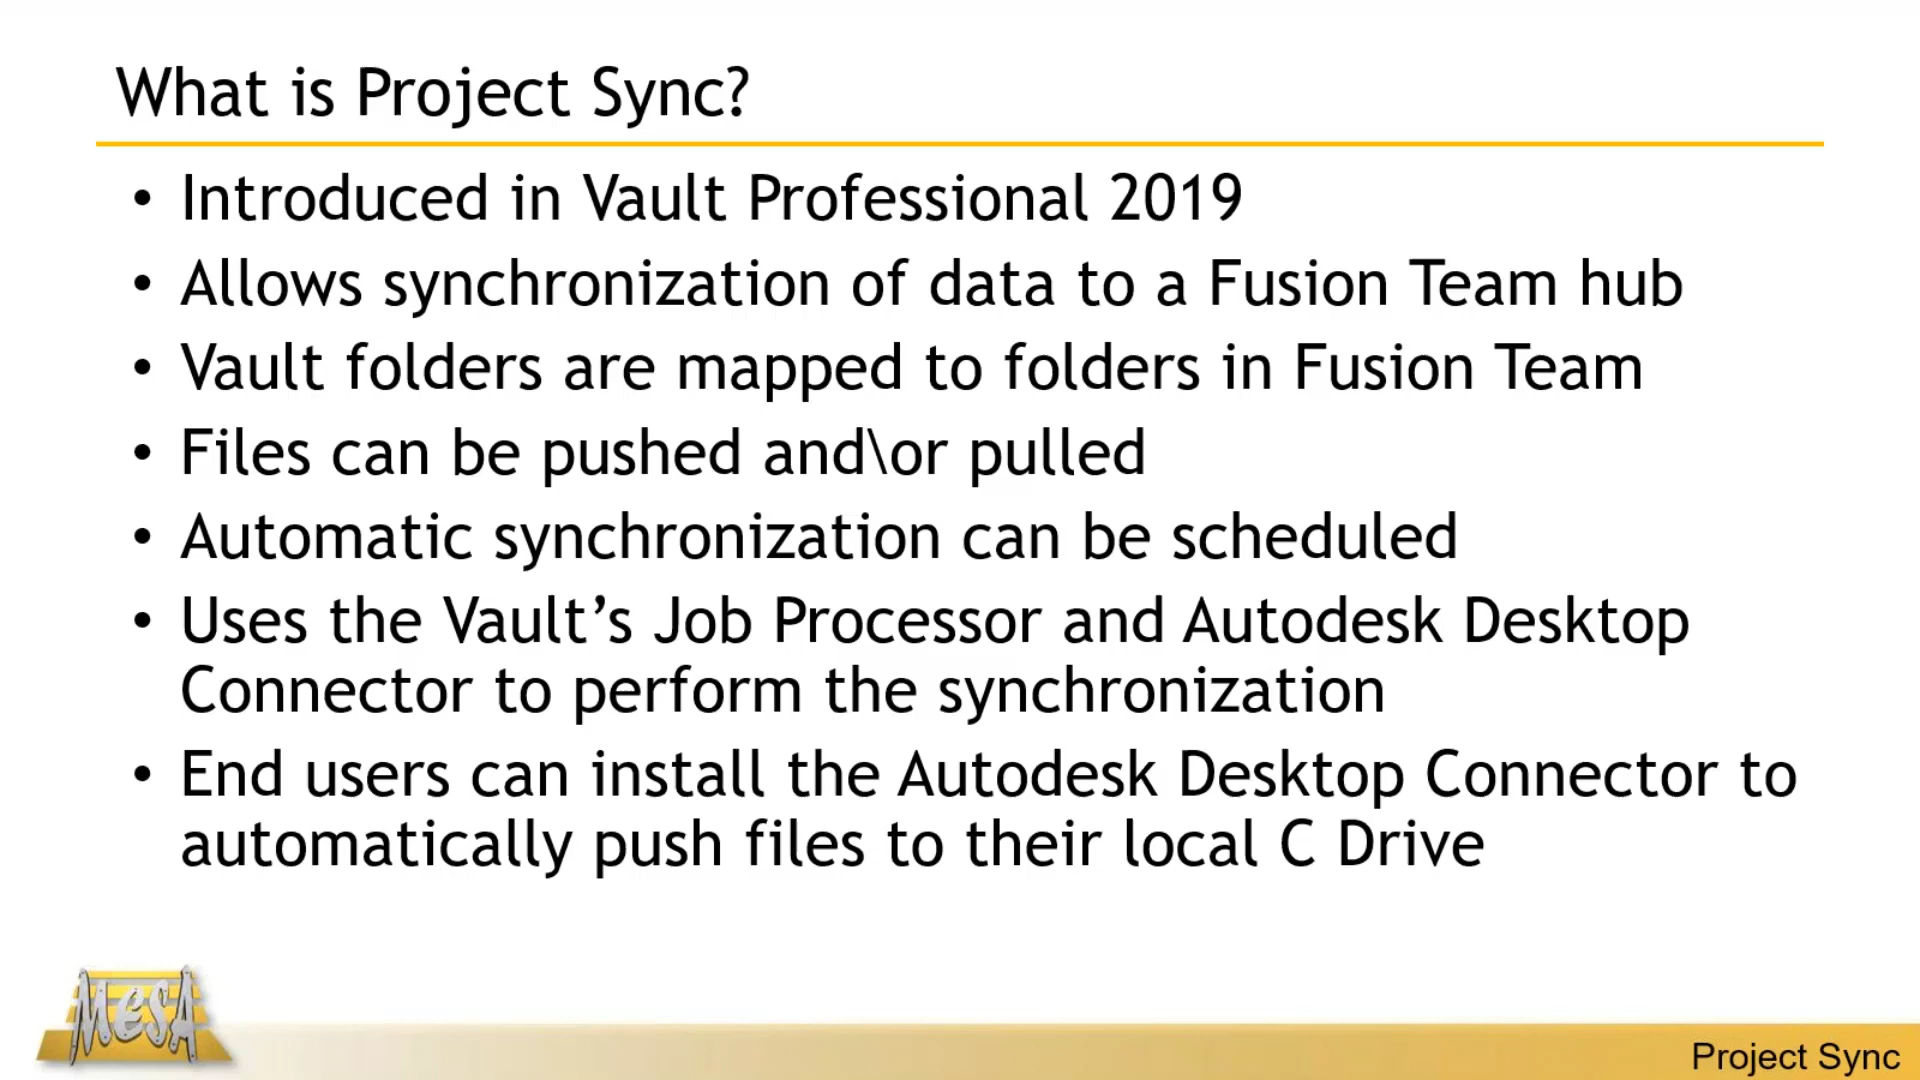 What is Project Sync?
• Introduced in Vault Professional 2019
• Allows synchronization of data to a Fusion Team hub
• Vault folders are mapped to folders in Fusion Team
• Files can be pushed and\or pulled
• Automatic synchronization can be scheduled
• Uses the Vault’s Job Processor and Autodesk Desktop
Connector to perform the synchronization
• End users can install the Autodesk Desktop Connector to
automatically push files to their local C Drive
MESA
Project Sync